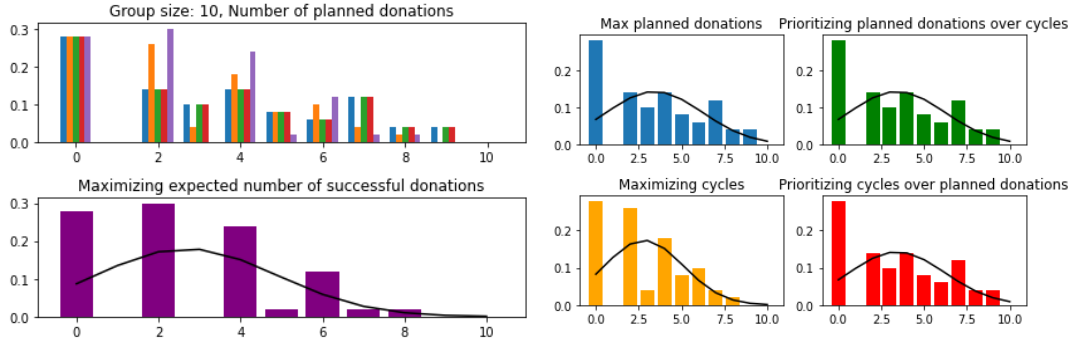 Group size: 10, Number of planned donations
0.3
0.2
0.1
0.0
0 2 4 6 8 10
Maximizing expected number of successful donations
0.3
0.2
0.1
0.0
0 2 4 6 8 10
Max planned donations
0.2
0.1
0.0
0.0 2.5 5.0 7.5 10.0
Prioritizing planned donations over cycles
0.2
0.1
0.0
0.0 2.5 5.0 7.5 10.0
Maximizing cycles
0.2
0.1
0.0
0.0 2.5 5.0 7.5 10.0
Prioritizing cycles over planned donations
0.2
0.1
0.0
0.0 2.5 5.0 7.5 10.0